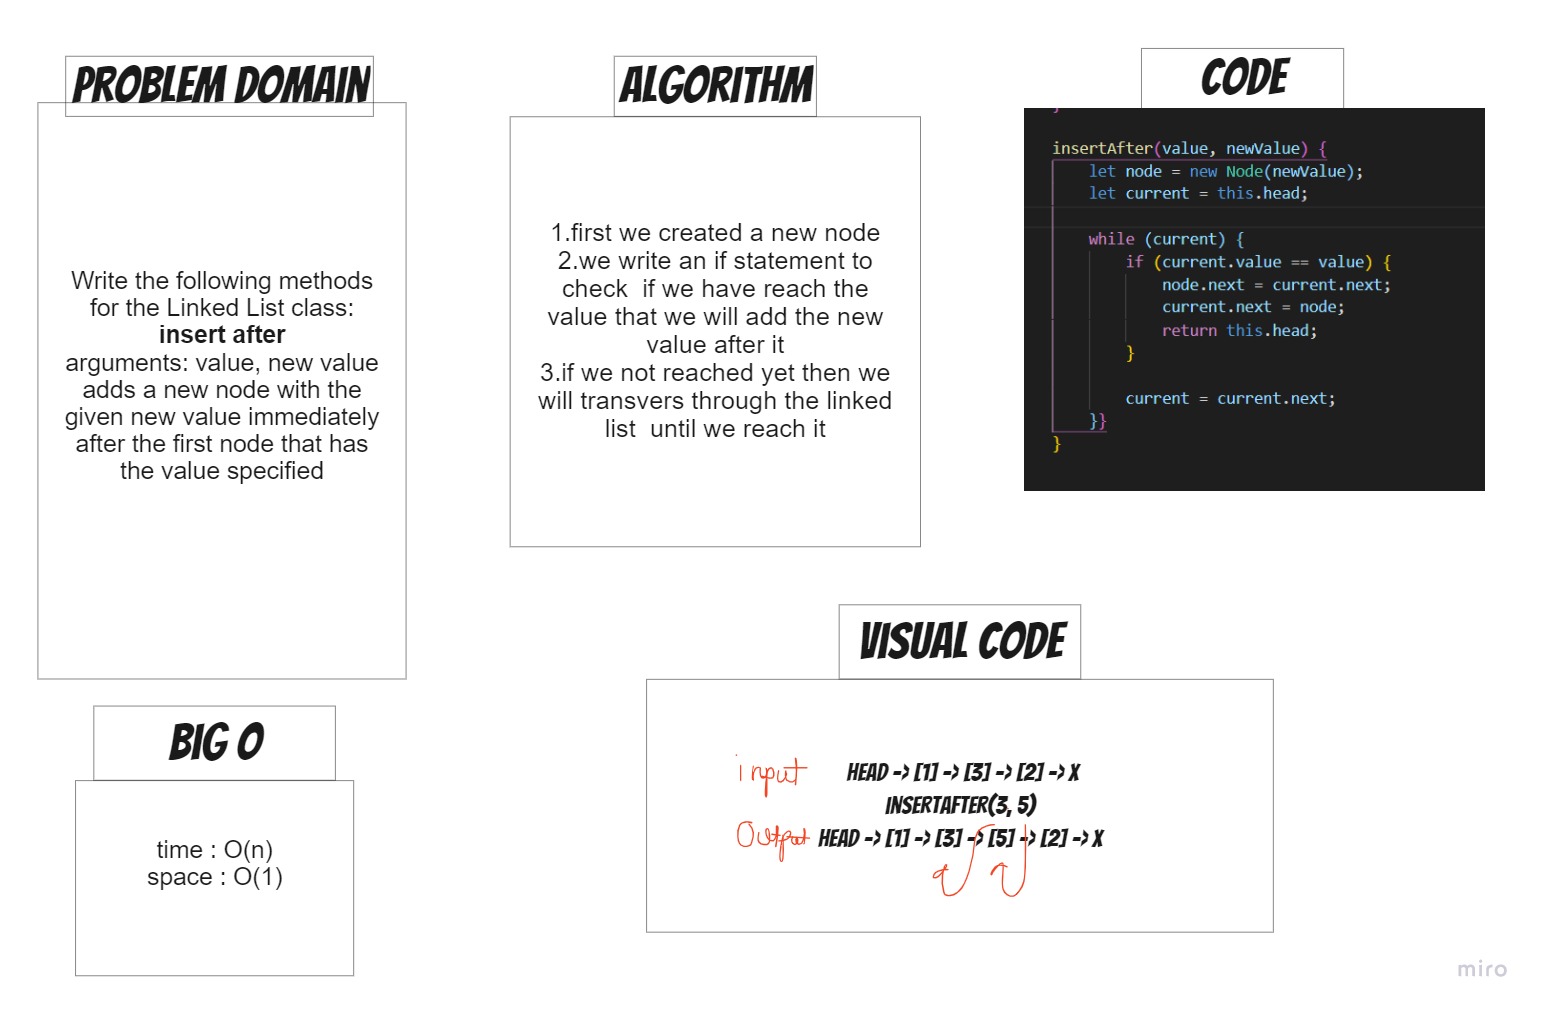 PROBLEM DOMAIN
Write the following methods
for the Linked List class:
insert after
arguments: value, new value
adds a new node with the
given new value immediately
after the first node that has
the value specified
ALGORITHM
1.first we created a new node
2.we write an if statement to
check  if we have reach the
value that we will add the new
value after it
3.if we not reached yet then we
will transvers through the linked
list  until we reach it
CODE
}
insertAfter(value, newValue) {
let node = new Node(newValue);
let current = this.head;
while (current) {
if (current.value == value) {
node.next = current.next;
current.next = node;
return this.head;
}
current = current.next;
}}
}
BIG O
time : O(n)
space : O(1)
VISUAL CODE
input HEAD -> [1] -> [3] -> [2] -> X
INSERTAFTER(3, 5)
Output HEAD -> [1] -> [3] -> [5] -> [2] -> X
miro